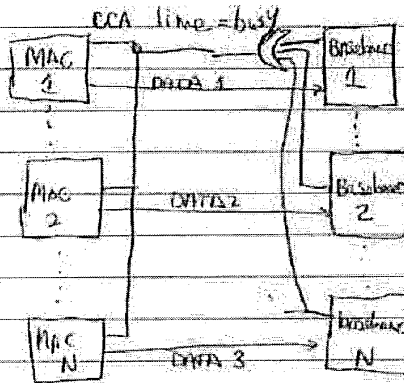 CCA line = busy
MAC
1
DATA 1
Baseband
1
MAC
2
DATA 2
Baseband
2
MAC
N
DATA 3
Baseband
N